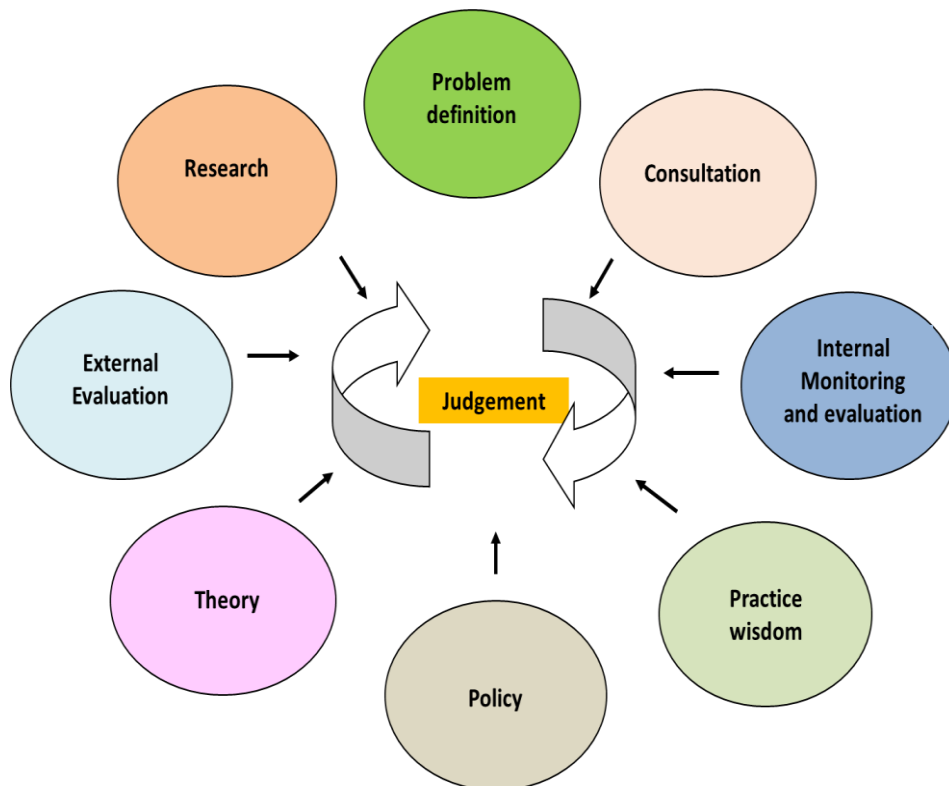 Problem
definition
Research
Consultation
External
Evaluation
Internal
Monitoring
and evaluation
Judgement
Theory
Practice
wisdom
Policy